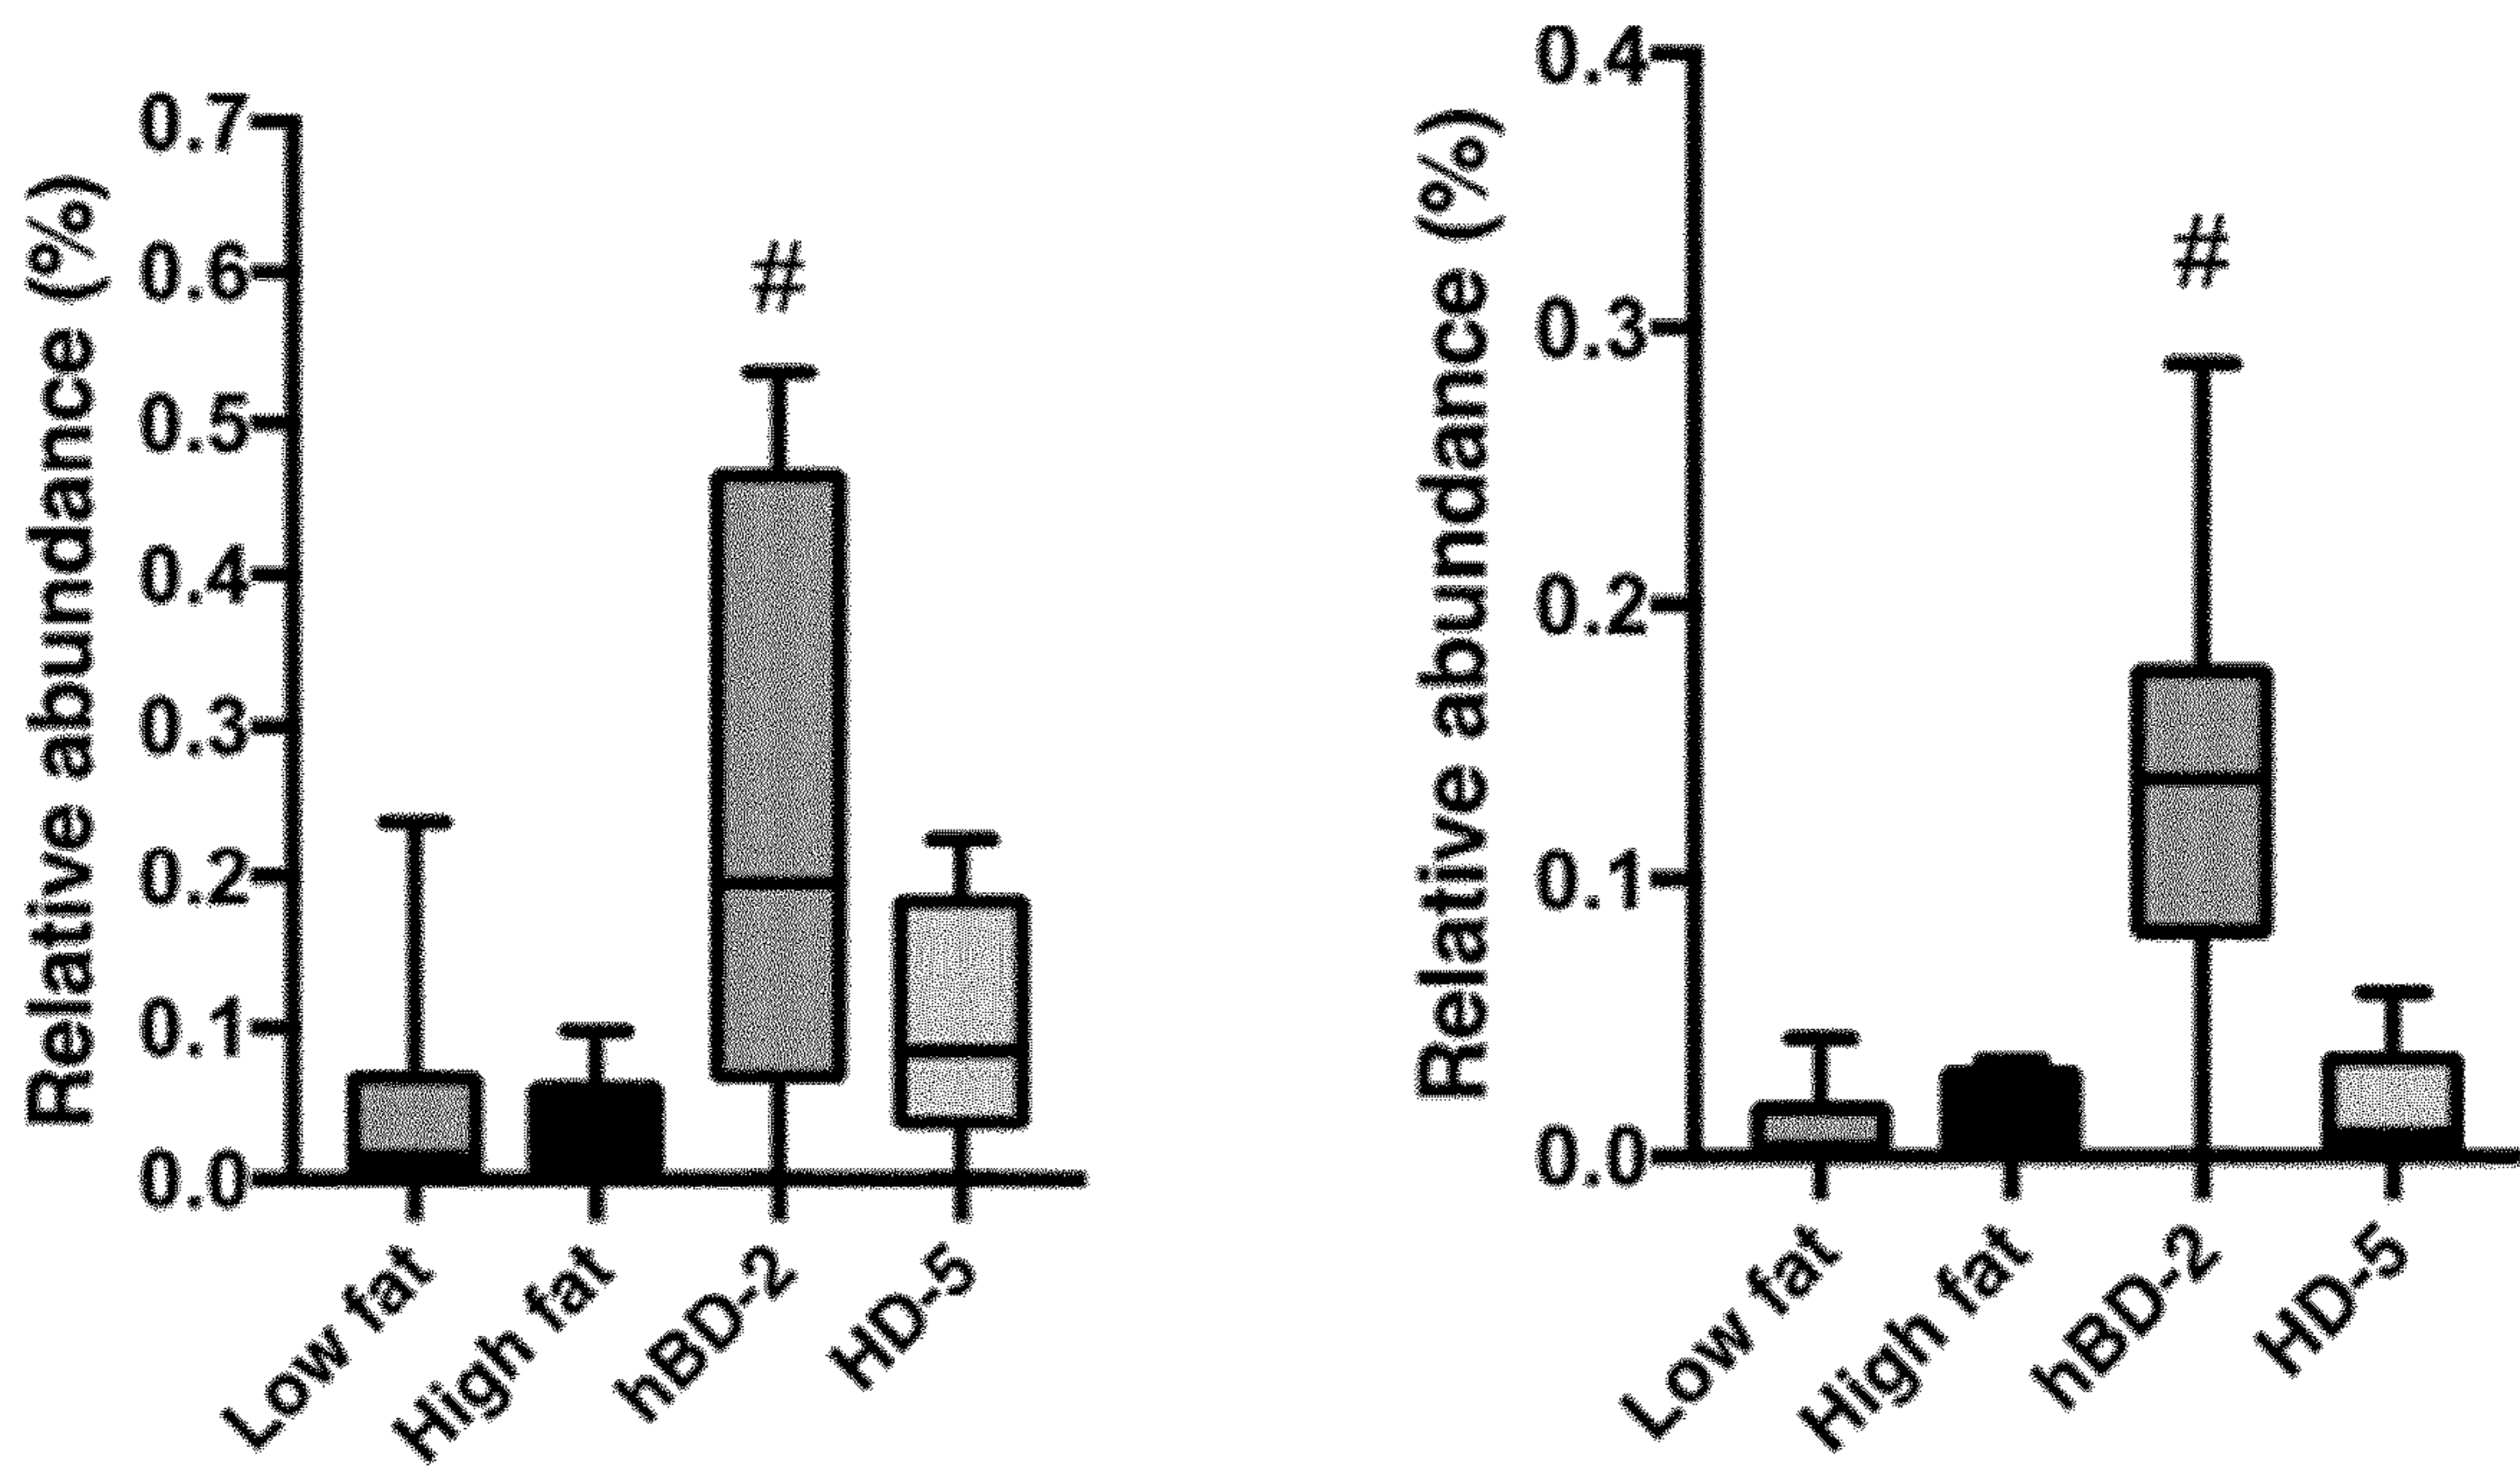 Relative abundance (%)
0.7
0.6
0.5
0.4
0.3
0.2
0.1
0.0
#
Low fat
High fat
hBD-2
HD-5
Relative abundance (%)
0.4
0.3
0.2
0.1
0.0
#
Low fat
High fat
hBD-2
HD-5